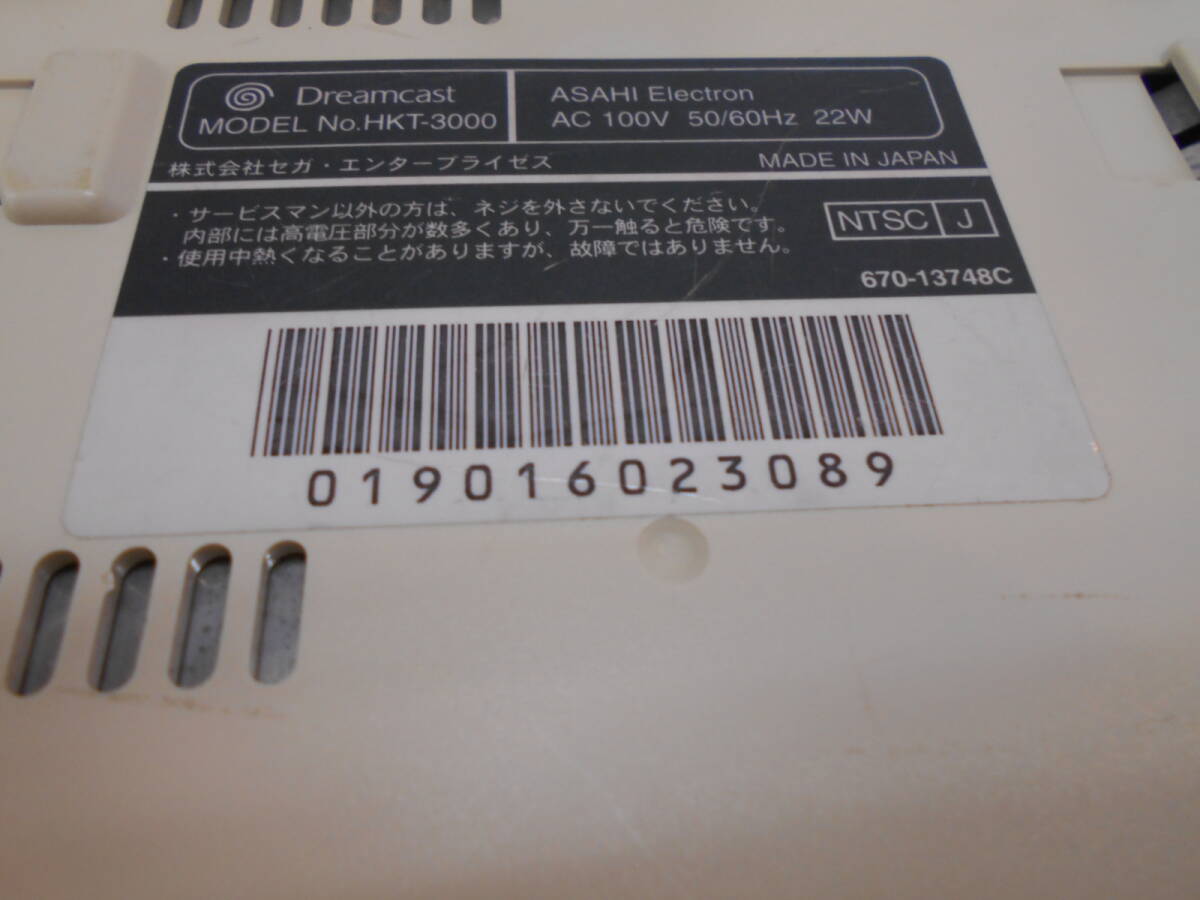 Dreamcast
MODEL No.HKT-3000
ASAHI Electron
AC 100V 50/60Hz 22W
株式会社セガ・エンタープライゼス
MADE IN JAPAN
・サービスマン以外の方は、ネジを外さないでください。
内部には高電圧部分が数多くあり、万一触ると危険です。
・使用中熱くなることがありますが、故障ではありません。
NTSC J
670-13748C
019016023089